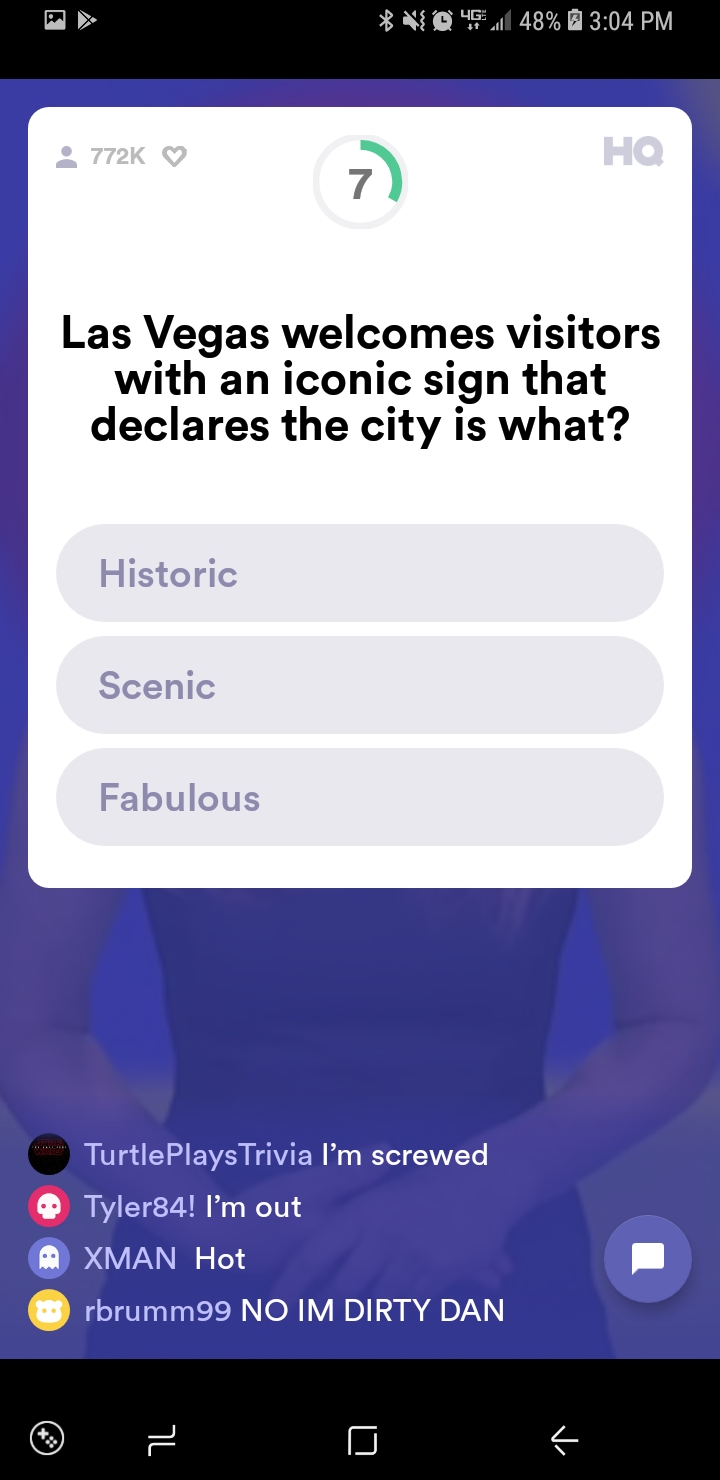 48% 3:04 PM
772K
7
HQ
Las Vegas welcomes visitors
with an iconic sign that
declares the city is what?
Historic
Scenic
Fabulous
TurtlePlaysTrivia I'm screwed
Tyler84! I'm out
XMAN Hot
rbrumm99 NO IM DIRTY DAN